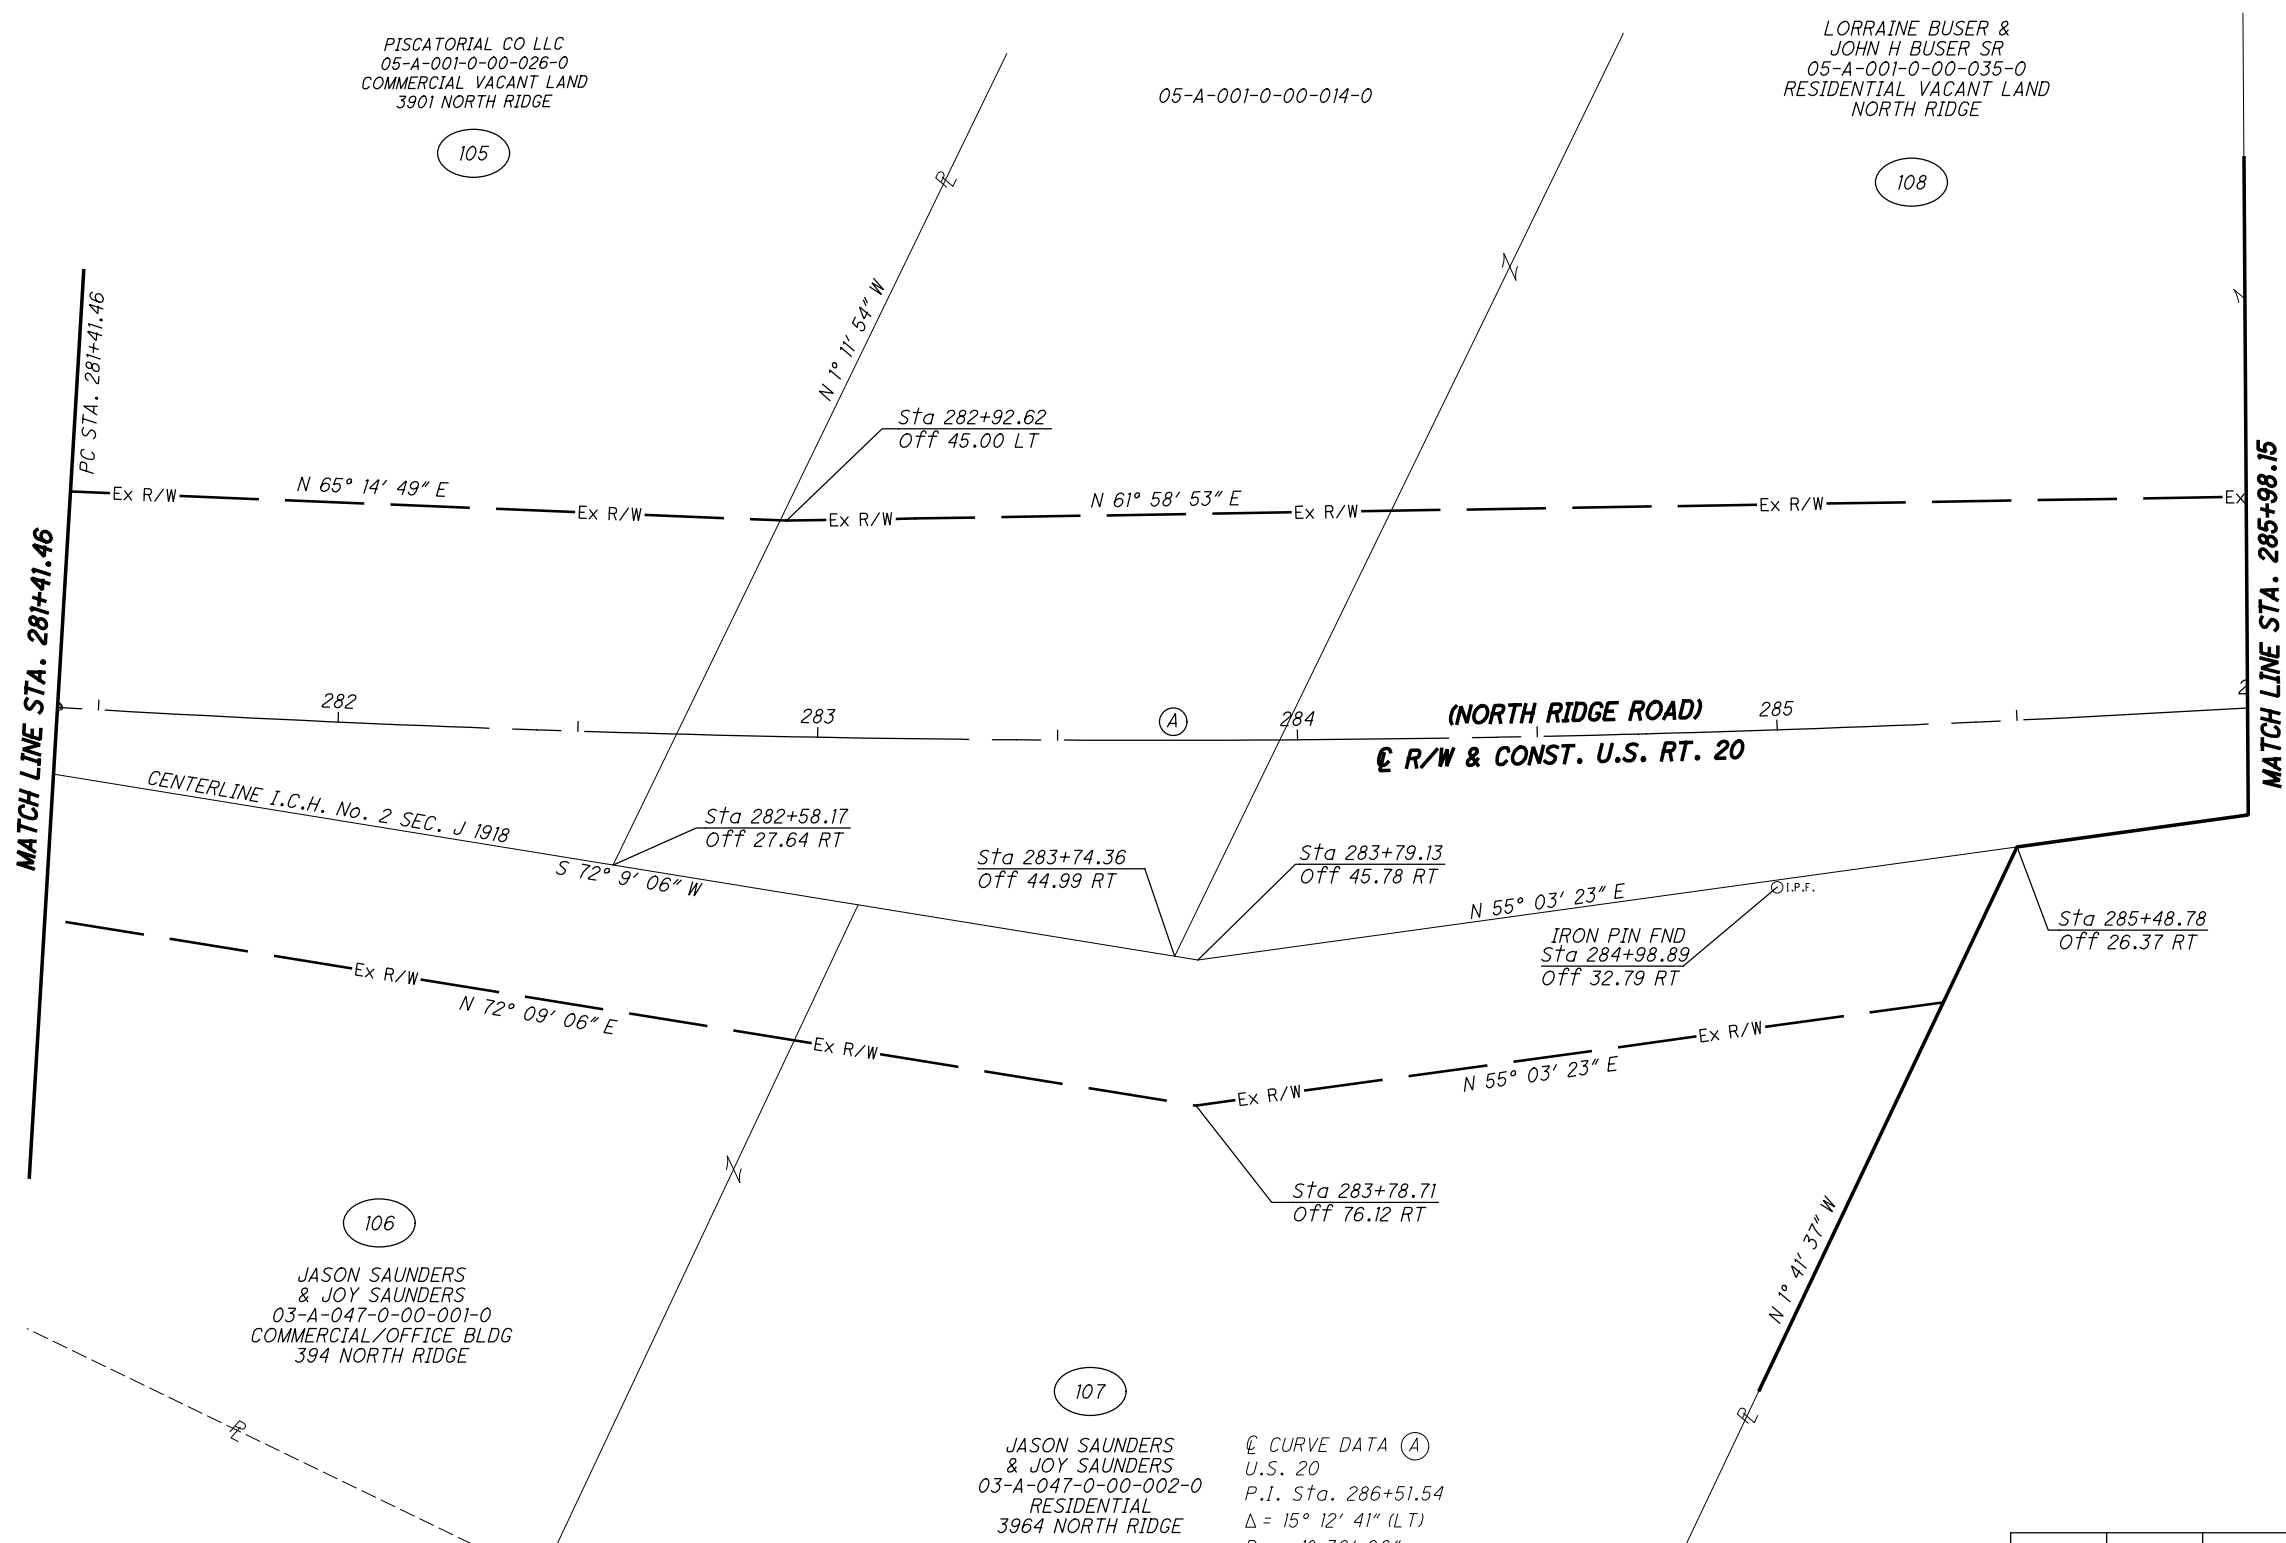 PISCATORIAL CO LLC
05-A-001-0-00-026-0
COMMERCIAL VACANT LAND
3901 NORTH RIDGE
105
05-A-001-0-00-014-0
LORRAINE BUSER &
JOHN H BUSER SR
05-A-001-0-00-035-0
RESIDENTIAL VACANT LAND
NORTH RIDGE
108
PL
N 1° 11' 54" W
PC STA. 281+41.46
MATCH LINE STA. 281+41.46
Sta 282+92.62
Off 45.00 LT
Ex R/W
N 65° 14' 49" E
Ex R/W
Ex R/W
N 61° 58' 53" E
Ex R/W
Ex R/W
Ex
MATCH LINE STA. 285+98.15
282
283
A
284
(NORTH RIDGE ROAD)
285
2
℄ R/W & CONST. U.S. RT. 20
CENTERLINE I.C.H. No. 2 SEC. J 1918
Sta 282+58.17
Off 27.64 RT
S 72° 9' 06" W
Sta 283+74.36
Off 44.99 RT
Sta 283+79.13
Off 45.78 RT
N 55° 03' 23" E
I.P.F.
IRON PIN FND
Sta 284+98.89
Off 32.79 RT
Sta 285+48.78
Off 26.37 RT
Ex R/W
N 72° 09' 06" E
Ex R/W
Ex R/W
N 55° 03' 23" E
Ex R/W
Sta 283+78.71
Off 76.12 RT
N 1° 41' 37" W
PL
106
JASON SAUNDERS
& JOY SAUNDERS
03-A-047-0-00-001-0
COMMERCIAL/OFFICE BLDG
394 NORTH RIDGE
PL
107
JASON SAUNDERS
& JOY SAUNDERS
03-A-047-0-00-002-0
RESIDENTIAL
3964 NORTH RIDGE
℄ CURVE DATA A
U.S. 20
P.I. Sta. 286+51.54
Δ = 15° 12' 41" (LT)